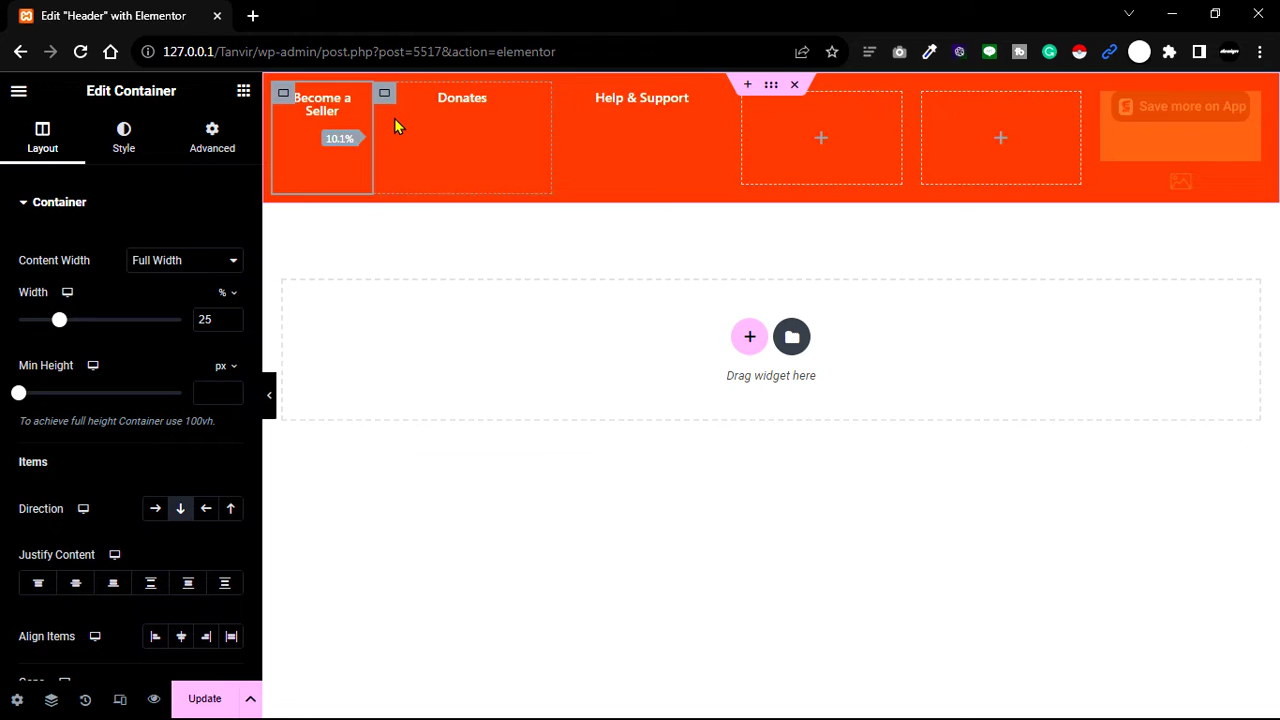 Edit "Header" with Elementor
127.0.0.1/Tanvir/wp-admin/post.php?post=5517&action=elementor
Edit Container
Layout
Style
Advanced
Container
Content Width
Full Width
Width
%
25
Min Height
px
To achieve full height Container use 100vh.
Items
Direction
Justify Content
Align Items
Update
Become a
Seller
10.1%
Donates
Help & Support
Save more on App
Drag widget here